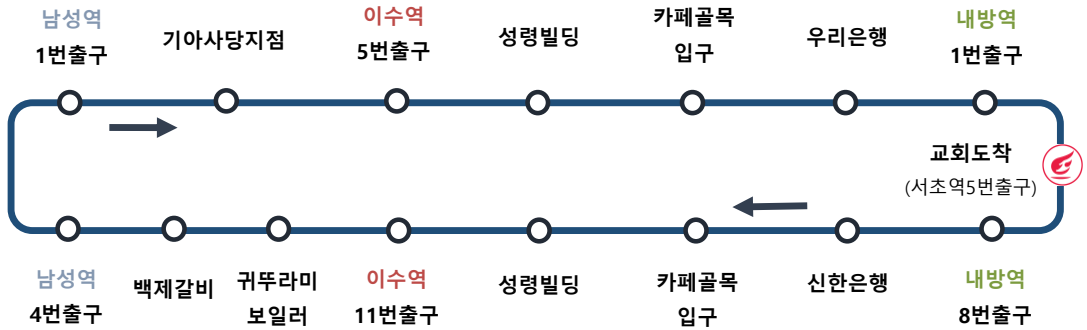 남성역
1번출구
기아사당지점
이수역
5번출구
성령빌딩
카페골목
입구
우리은행
내방역
1번출구
교회도착
(서초역5번출구)
남성역
4번출구
백제갈비
귀뚜라미
보일러
이수역
11번출구
성령빌딩
카페골목
입구
신한은행
내방역
8번출구